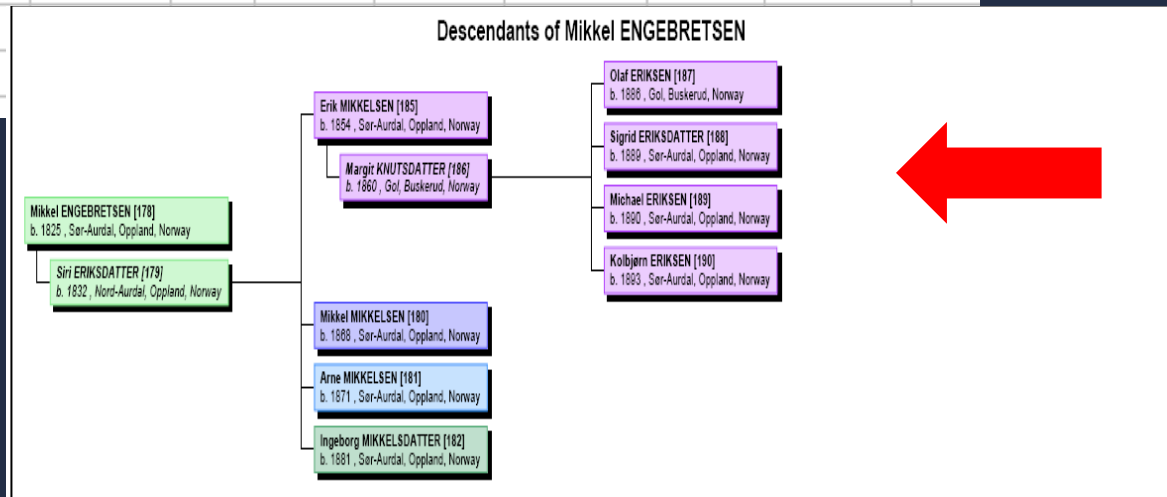 Descendants of Mikkel ENGEBRETSEN
Mikkel ENGEBRETSEN [178]
b. 1825 , Sør-Aurdal, Oppland, Norway
Siri ERIKSDATTER [179]
b. 1832 , Nord-Aurdal, Oppland, Norway
Erik MIKKELSEN [185]
b. 1854 , Sør-Aurdal, Oppland, Norway
Margit KNUTSDATTER [186]
b. 1860 , Gol, Buskerud, Norway
Olaf ERIKSEN [187]
b. 1886 , Gol, Buskerud, Norway
Sigrid ERIKSDATTER [188]
b. 1889 , Sør-Aurdal, Oppland, Norway
Michael ERIKSEN [189]
b. 1890 , Sør-Aurdal, Oppland, Norway
Kolbjørn ERIKSEN [190]
b. 1893 , Sør-Aurdal, Oppland, Norway
Mikkel MIKKELSEN [180]
b. 1868 , Sør-Aurdal, Oppland, Norway
Arne MIKKELSEN [181]
b. 1871 , Sør-Aurdal, Oppland, Norway
Ingeborg MIKKELSDATTER [182]
b. 1881 , Sør-Aurdal, Oppland, Norway